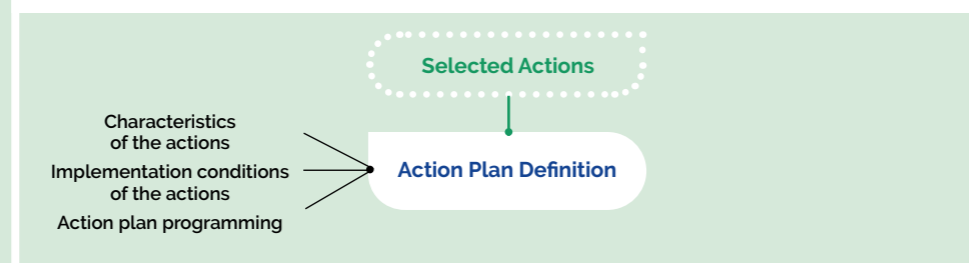 Selected Actions
Characteristics
of the actions
Implementation conditions
of the actions
Action plan programming
Action Plan Definition